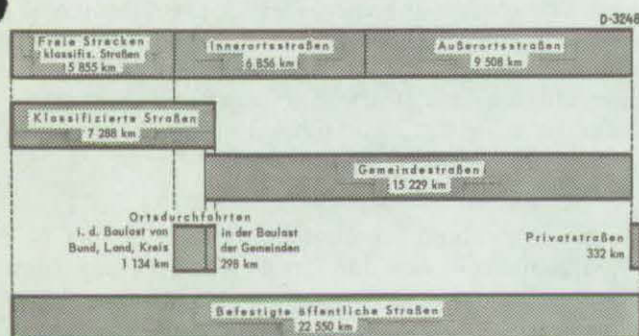 D-3248
Freie Strecken
klassifiz. Straßen
5 855 km
Innerortsstraßen
6 856 km
Außerortsstraßen
9 508 km
Klassifizierte Straßen
7 288 km
Gemeindestraßen
15 229 km
Ortsdurchfahrten
i. d. Baulast von
Bund, Land, Kreis
1 134 km
in der Baulast
der Gemeinden
298 km
Privatstraßen
332 km
Befestigte öffentliche Straßen
22 550 km